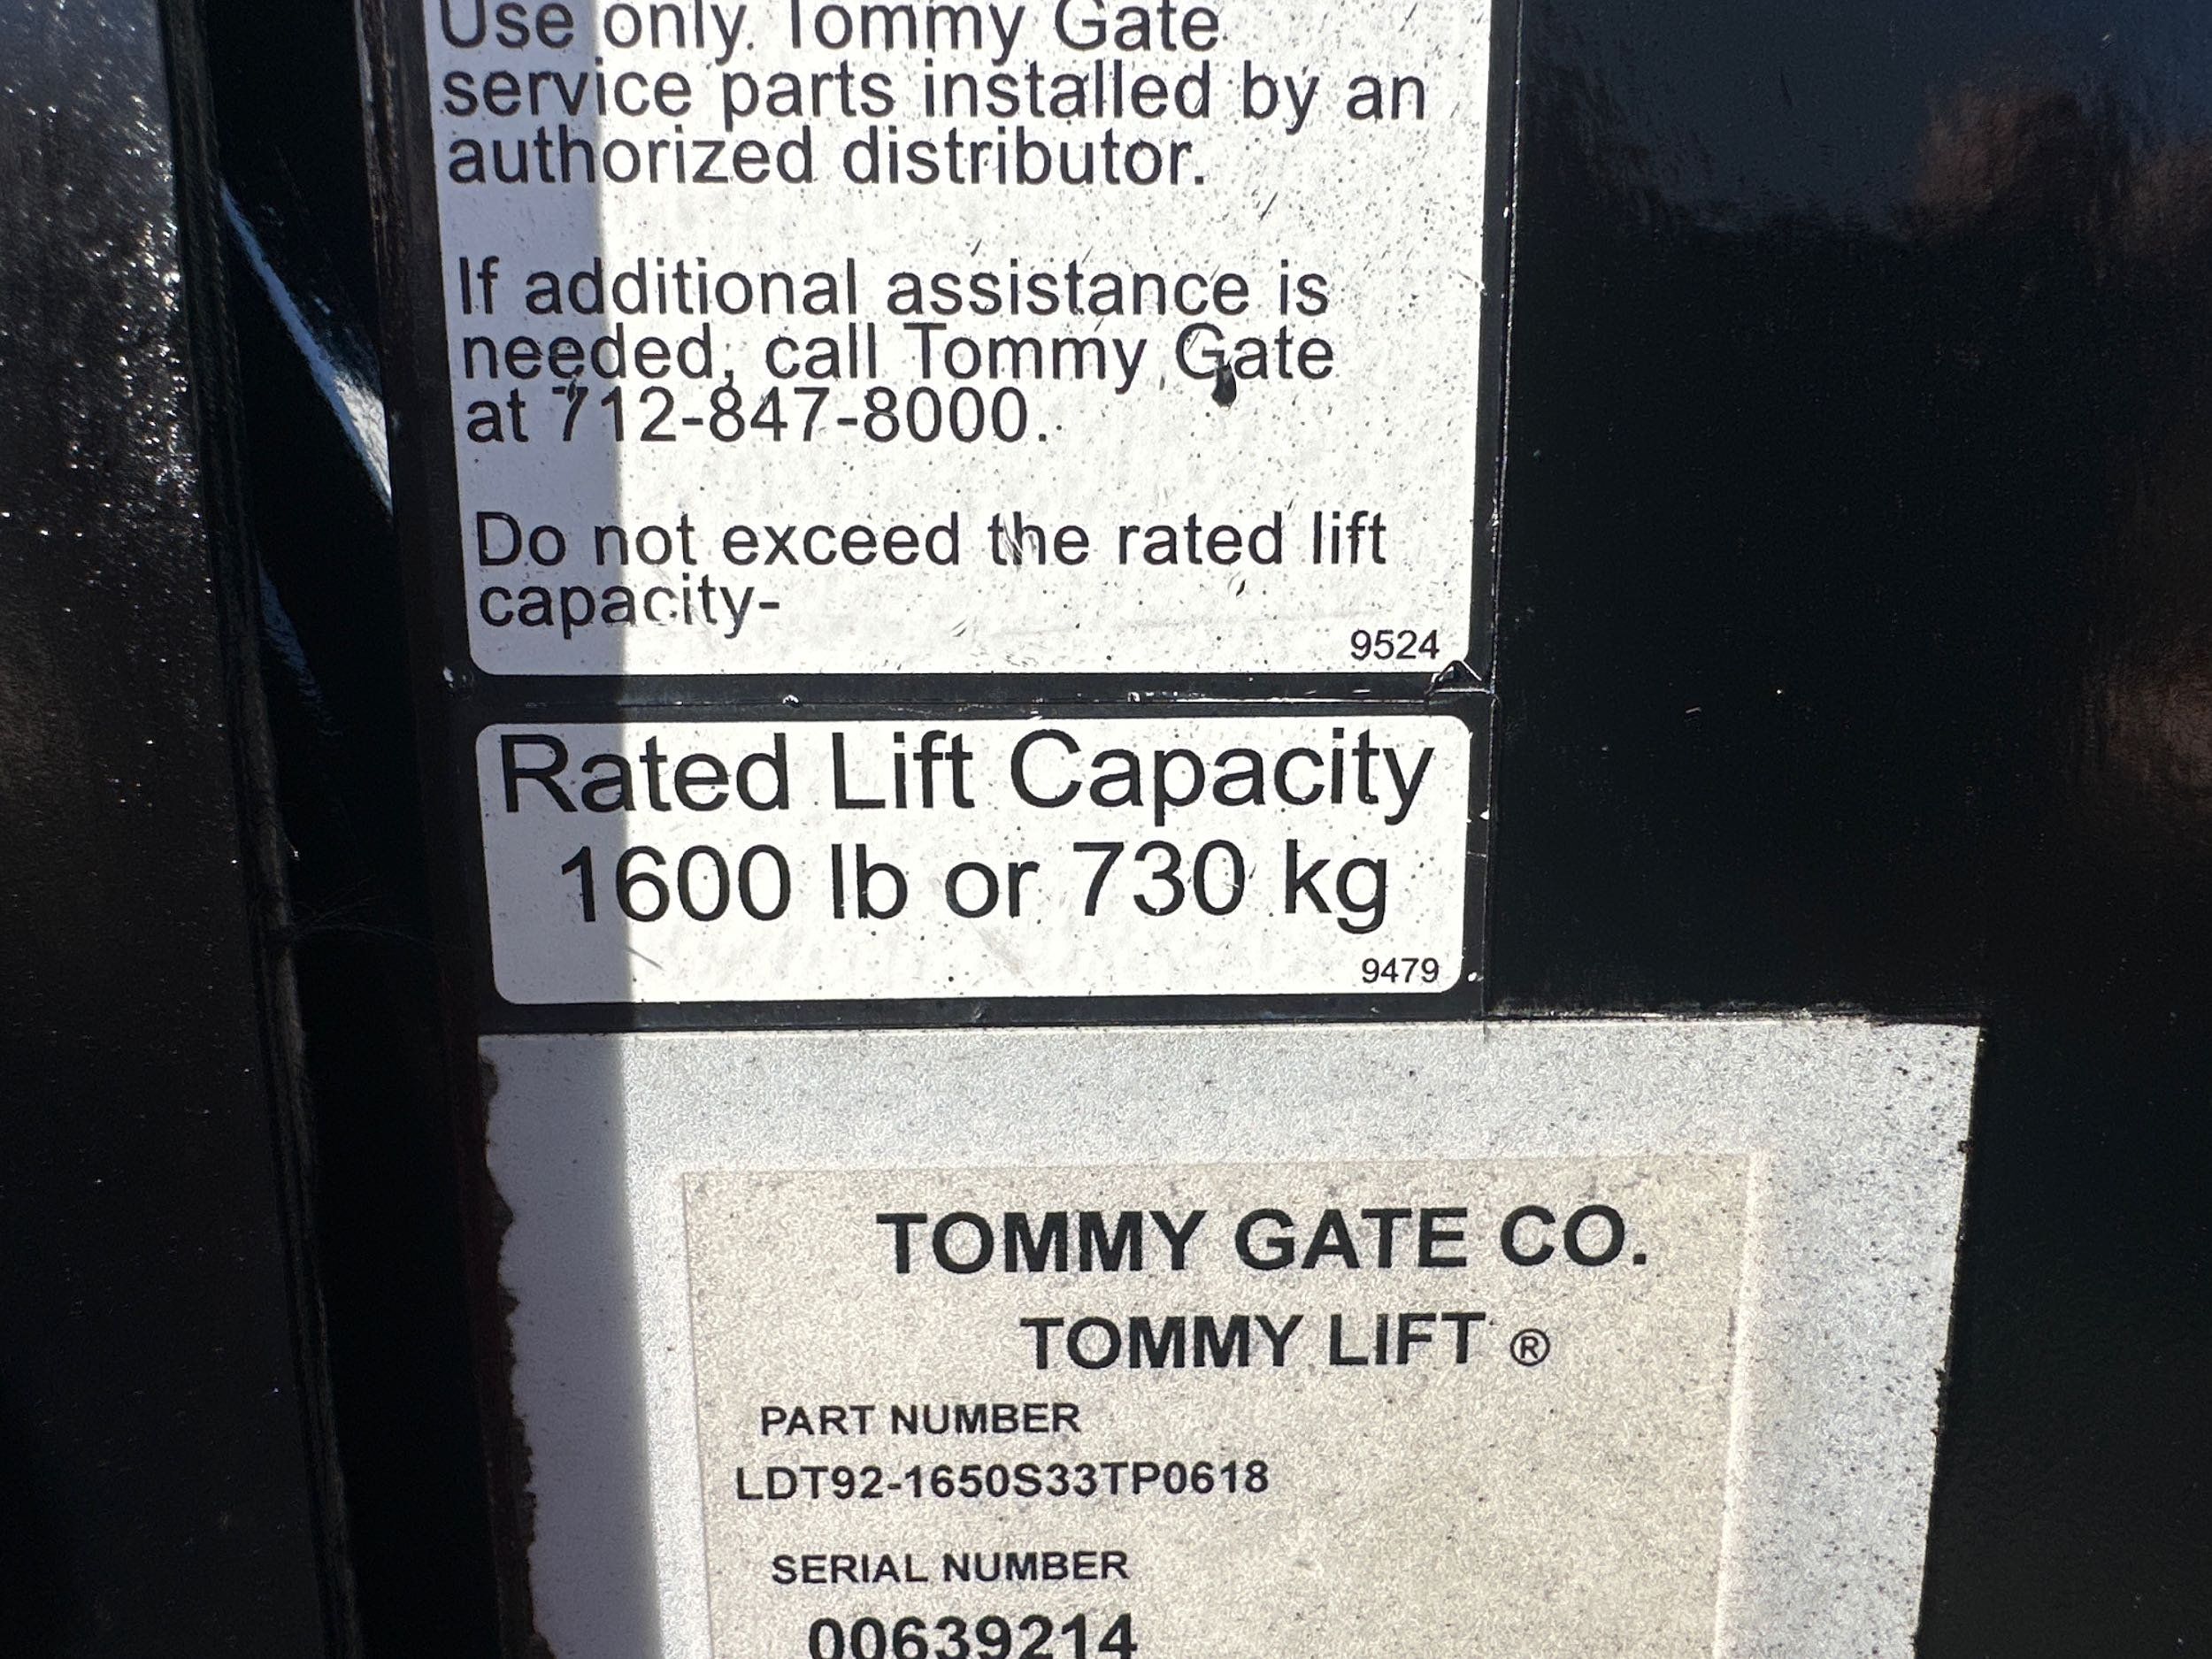 Use only Tommy Gate
service parts installed by an
authorized distributor.
If additional assistance is
needed, call Tommy Gate
at 712-847-8000.
Do not exceed the rated lift
capacity-
9524
Rated Lift Capacity
1600 lb or 730 kg
9479
TOMMY GATE CO.
TOMMY LIFT ®
PART NUMBER
LDT92-1650S33TP0618
SERIAL NUMBER
00639214